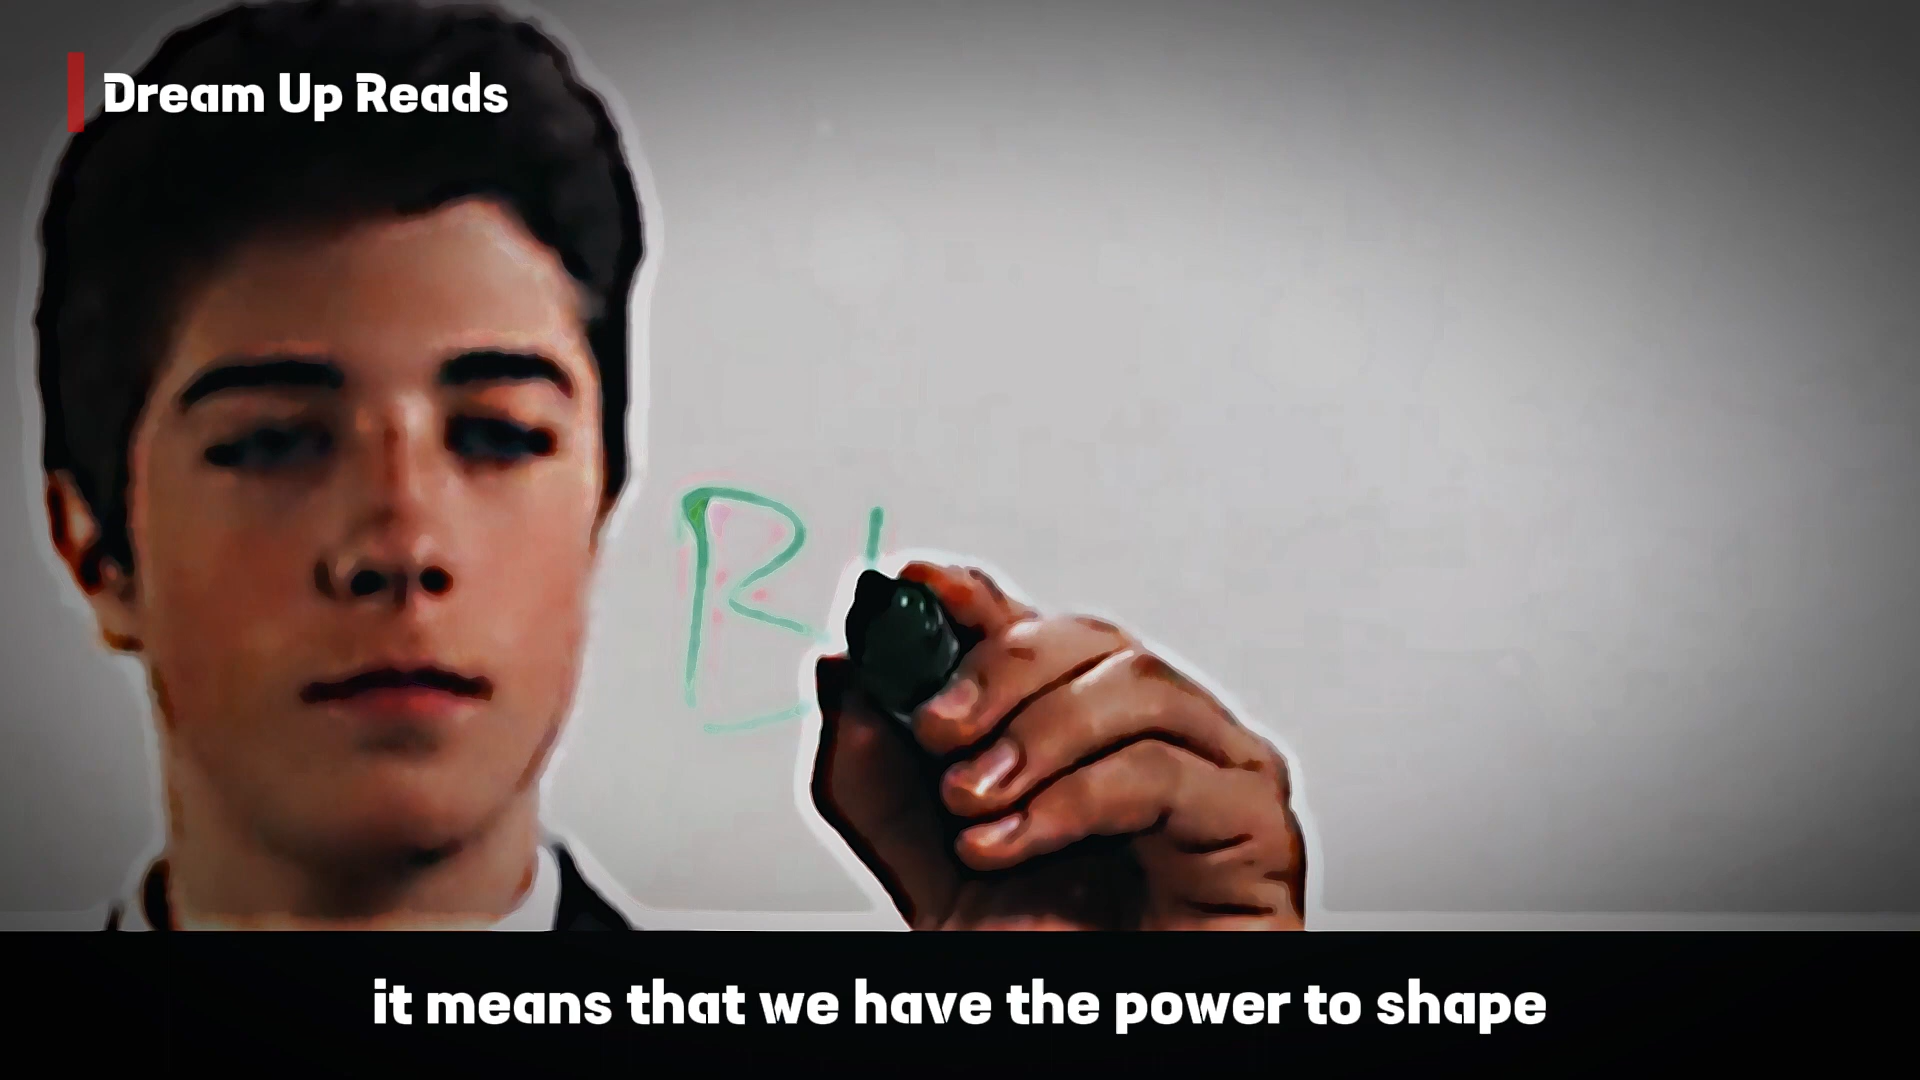 Dream Up Reads
B
it means that we have the power to shape